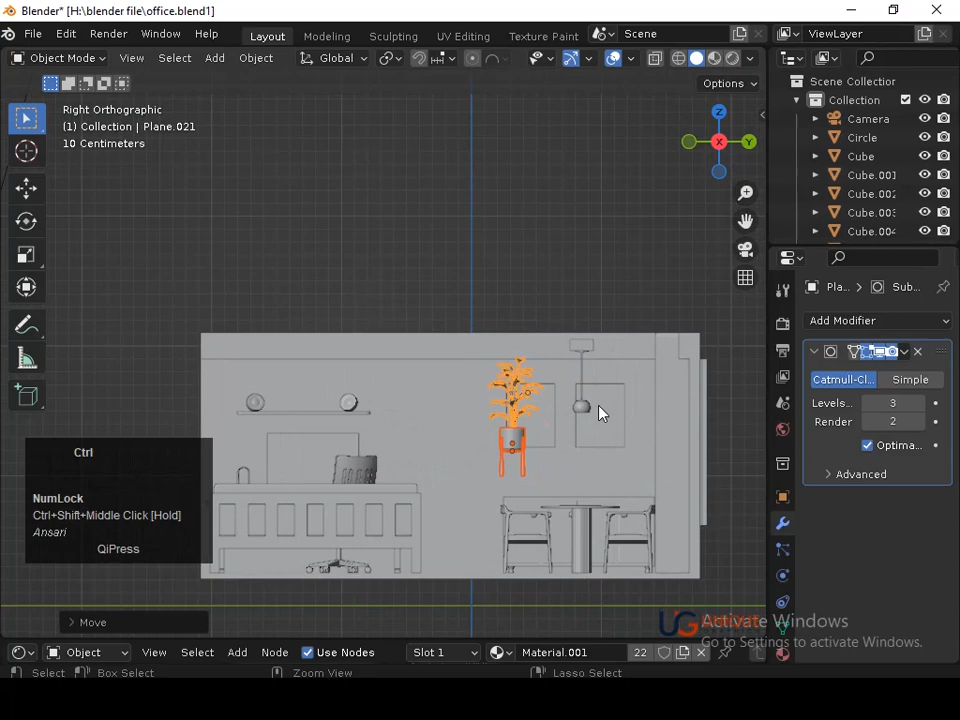 Blender* [H:\blender file\office.blend1]
File Edit Render Window Help Layout Modeling Sculpting UV Editing Texture Paint Scene ViewLayer
Object Mode View Select Add Object Global
Options
Right Orthographic
(1) Collection | Plane.021
10 Centimeters
Z
X
Y
Scene Collection
Collection
Camera
Circle
Cube
Cube.001
Cube.002
Cube.003
Cube.004
Pla... Sub...
Add Modifier
Catmull-Cl... Simple
Levels... 3
Render 2
Optima...
Advanced
Ctrl
NumLock
Ctrl+Shift+Middle Click [Hold]
Ansari
QiPress
Move
UG
Activate Windows
Go to Settings to activate Windows.
Object View Select Add Node Use Nodes Slot 1 Material.001 22
Select Box Select Zoom View Lasso Select